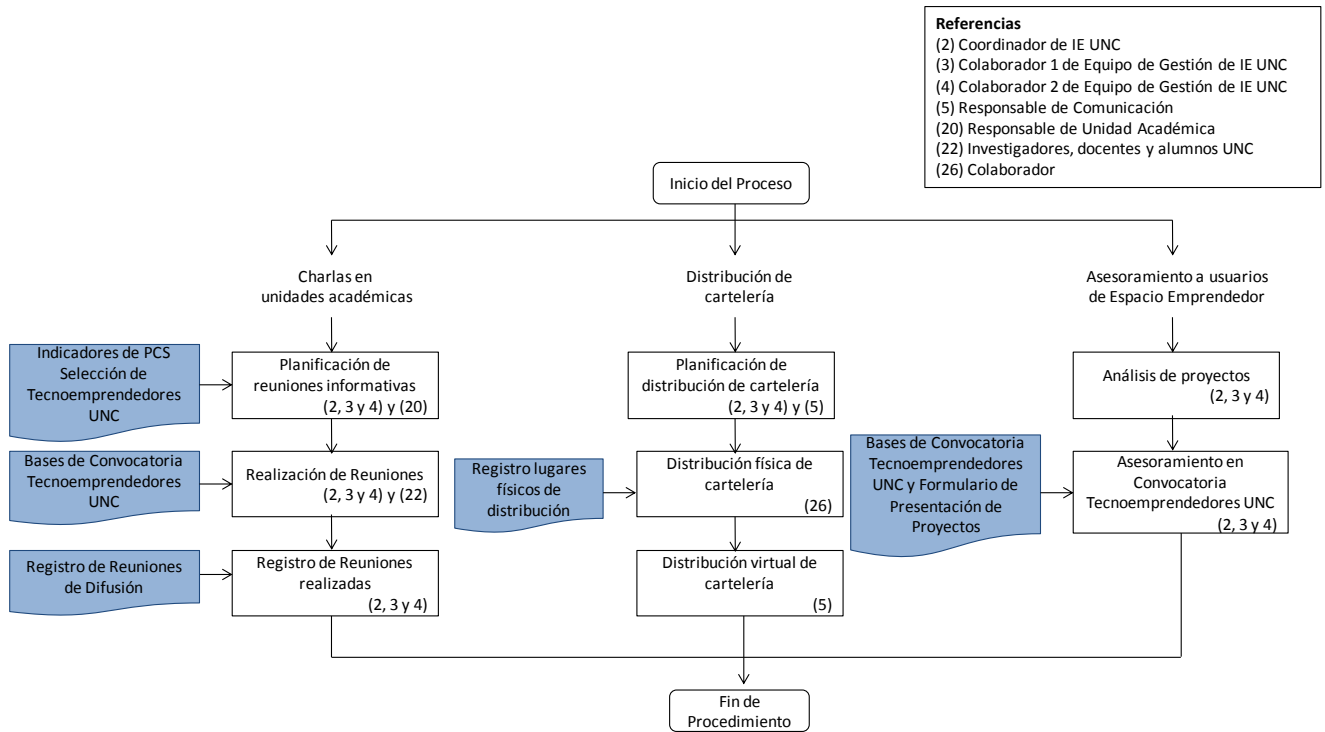 Referencias
(2) Coordinador de IE UNC
(3) Colaborador 1 de Equipo de Gestión de IE UNC
(4) Colaborador 2 de Equipo de Gestión de IE UNC
(5) Responsable de Comunicación
(20) Responsable de Unidad Académica
(22) Investigadores, docentes y alumnos UNC
(26) Colaborador
Inicio del Proceso
Charlas en
unidades académicas
Distribución de
cartelería
Asesoramiento a usuarios
de Espacio Emprendedor
Indicadores de PCS
Selección de
Tecnoemprendedores
UNC
Planificación de
reuniones informativas
(2, 3 y 4) y (20)
Planificación de
distribución de cartelería
(2, 3 y 4) y (5)
Análisis de proyectos
(2, 3 y 4)
Bases de Convocatoria
Tecnoemprendedores
UNC
Realización de Reuniones
(2, 3 y 4) y (22)
Registro lugares
físicos de
distribución
Distribución física de
cartelería
(26)
Bases de Convocatoria
Tecnoemprendedores
UNC y Formulario de
Presentación de
Proyectos
Asesoramiento en
Convocatoria
Tecnoemprendedores UNC
(2, 3 y 4)
Registro de Reuniones
de Difusión
Registro de Reuniones
realizadas
(2, 3 y 4)
Distribución virtual de
cartelería
(5)
Fin de
Procedimiento